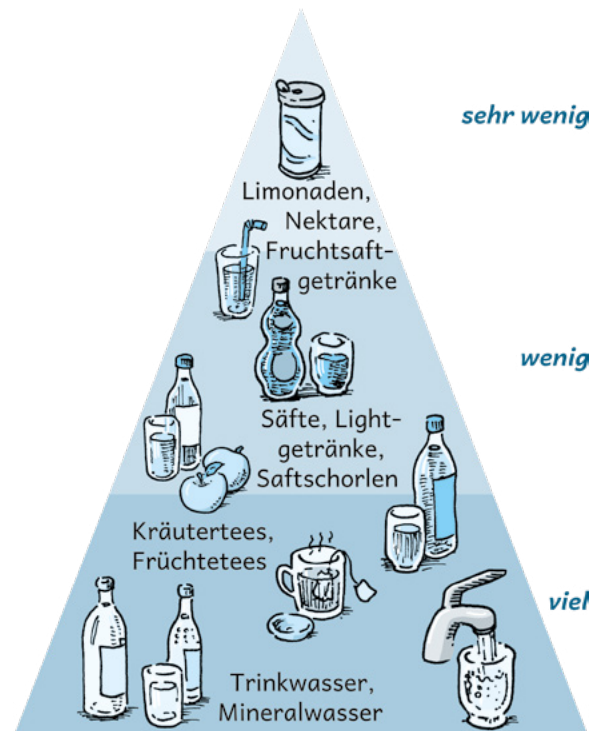 sehr wenig
Limonaden,
Nektare,
Fruchtsaft-
getränke
wenig
Säfte, Light-
getränke,
Saftschorlen
Kräutertees,
Früchtetees
viel
Trinkwasser,
Mineralwasser